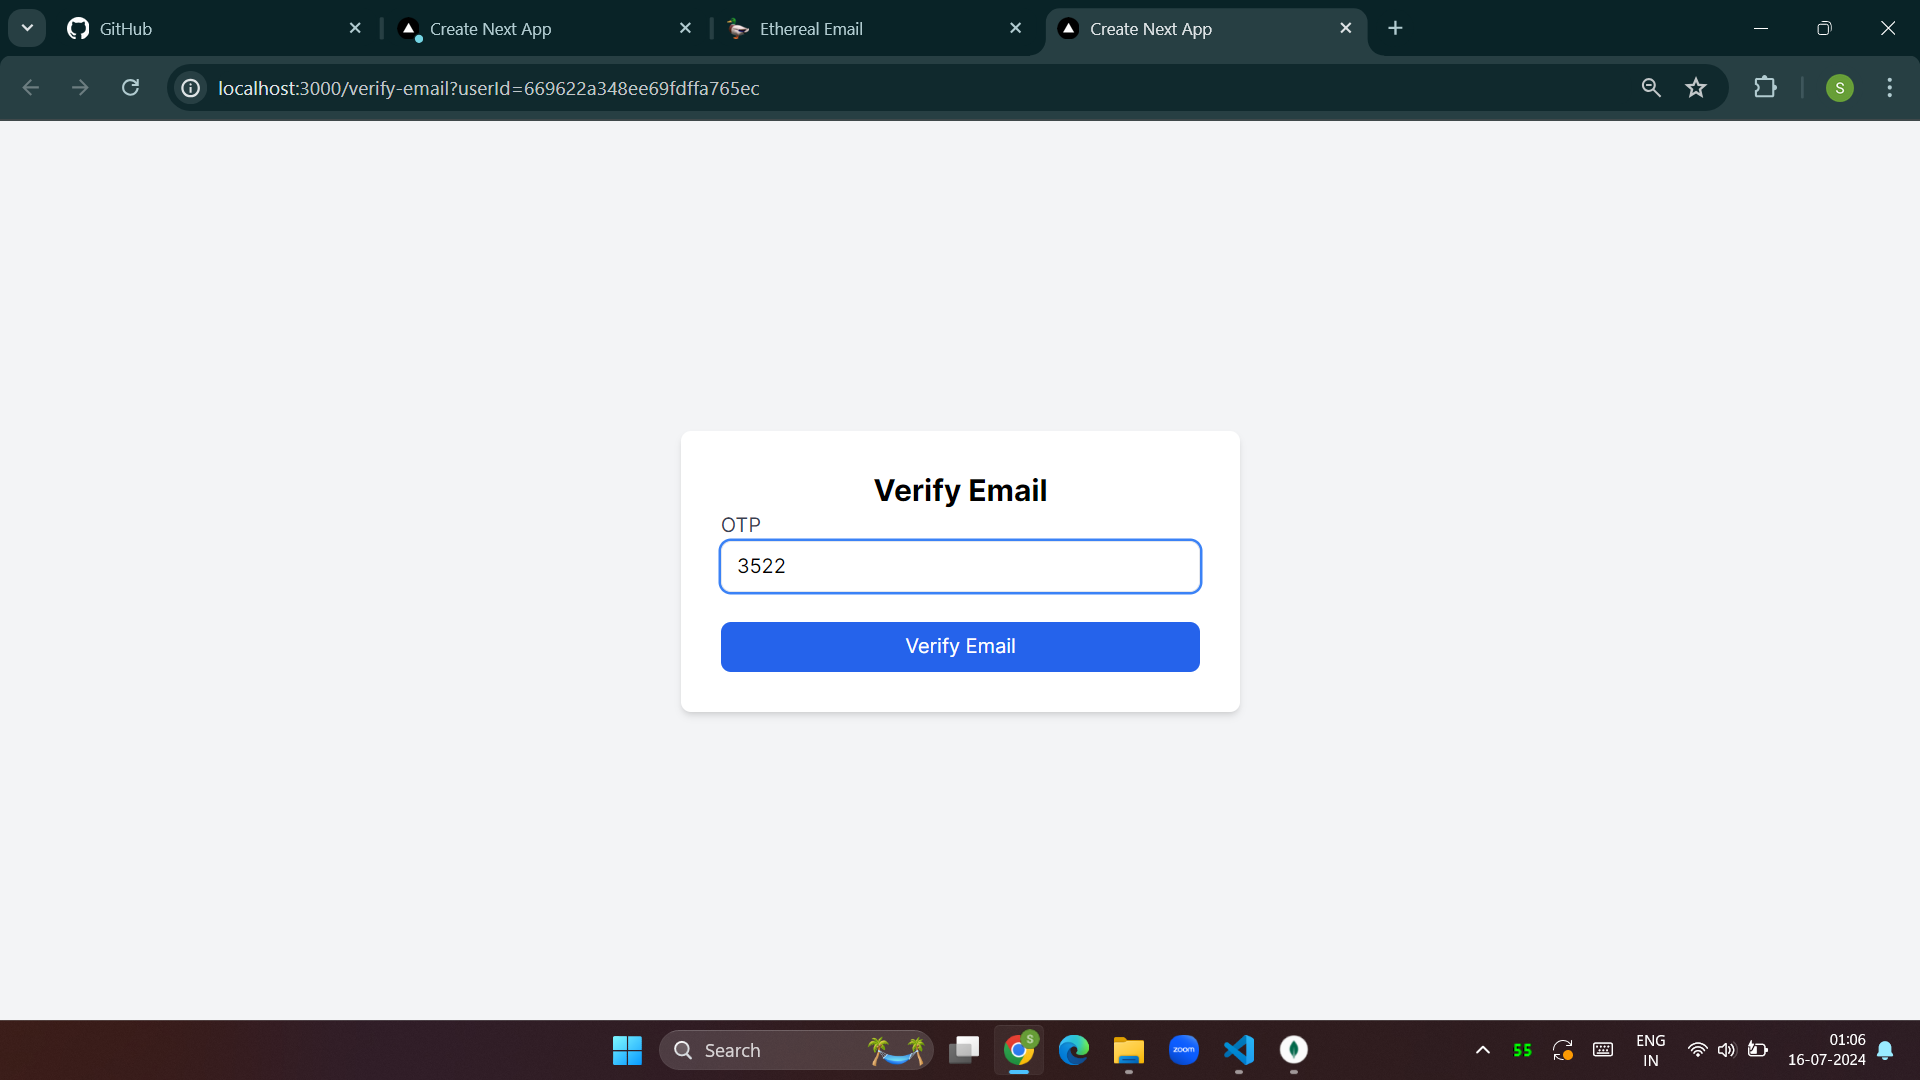 GitHub
Create Next App
Ethereal Email
Create Next App
localhost:3000/verify-email?userId=669622a348ee69fdffa765ec
S
Verify Email
OTP
3522
Verify Email
Search
S
zoom
55
ENG
IN
01:06
16-07-2024